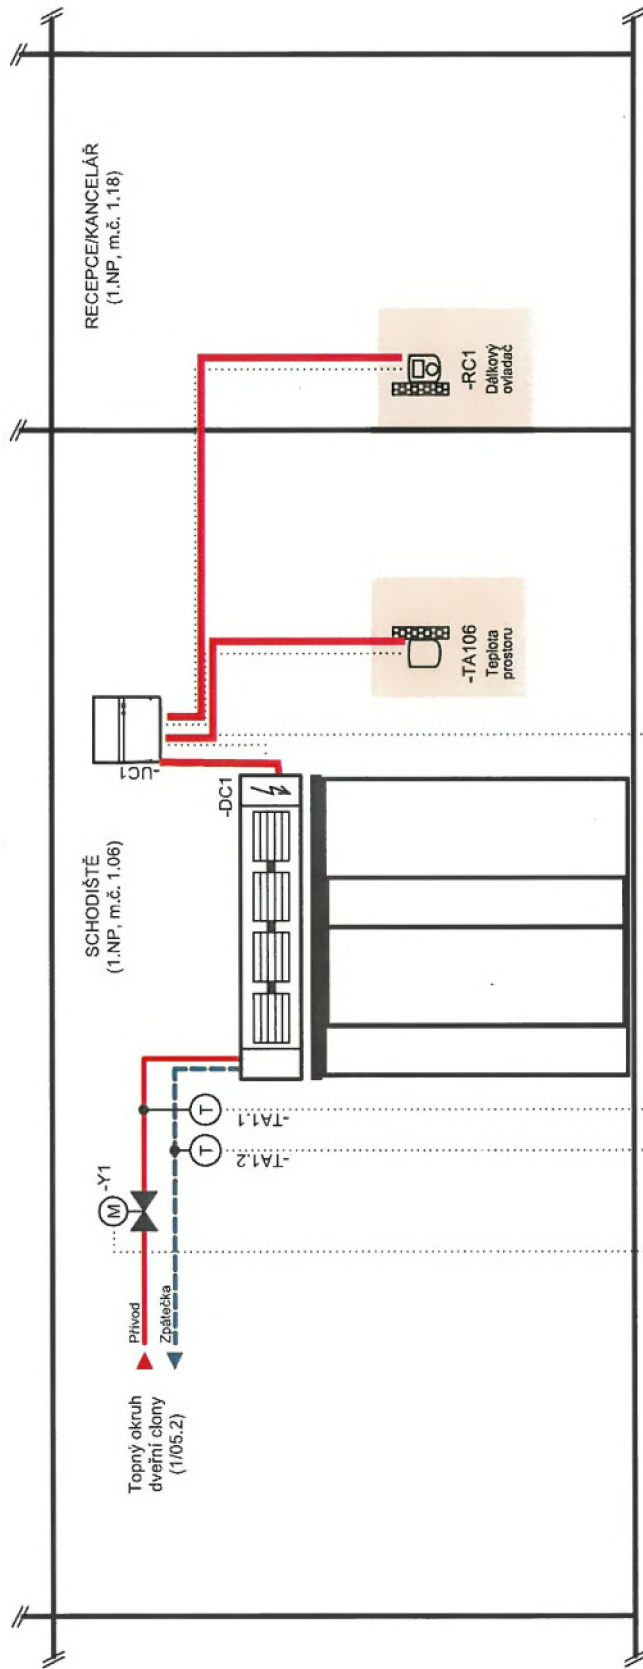 Topný okruh
dveřní clony
(1/05.2)
Přívod
Zpátečka
M
-Y1
T
-TA1.2
T
-TA1.1
SCHODIŠTĚ
(1.NP, m.č. 1.06)
-DC1
-UC1
-TA106
Teplota
prostoru
RECEPCE/KANCELÁŘ
(1.NP, m.č. 1.18)
-RC1
Dálkový
ovladač